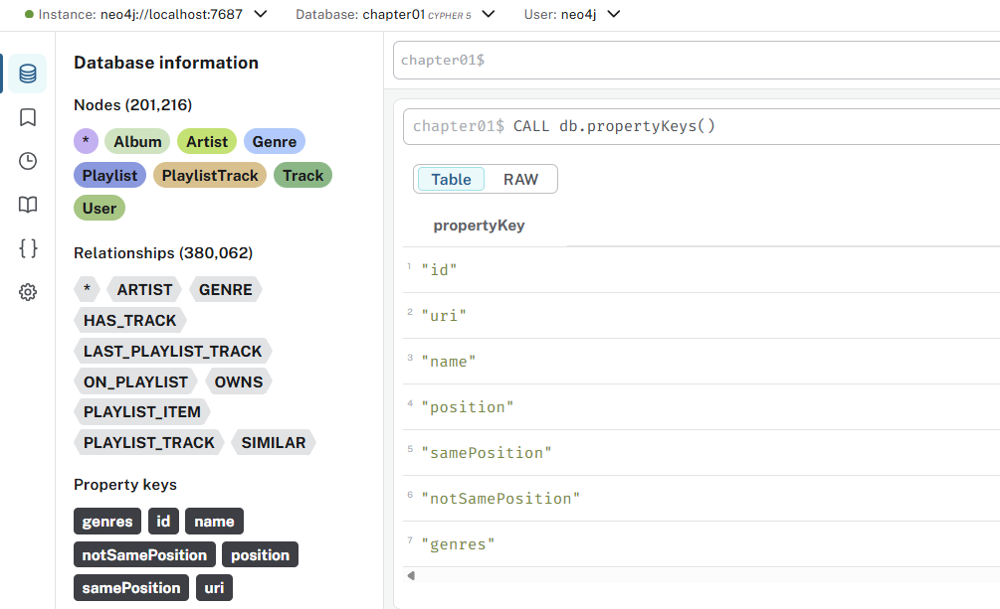 Instance: neo4j://localhost:7687 Database: chapter01 CYPHER 5 User: neo4j
Database information
Nodes (201,216)
* Album Artist Genre
Playlist PlaylistTrack Track
User
Relationships (380,062)
* ARTIST GENRE
HAS_TRACK
LAST_PLAYLIST_TRACK
ON_PLAYLIST OWNS
PLAYLIST_ITEM
PLAYLIST_TRACK SIMILAR
Property keys
genres id name
notSamePosition position
samePosition uri
chapter01$
chapter01$ CALL db.propertyKeys()
Table RAW
propertyKey
1 "id"
2 "uri"
3 "name"
4 "position"
5 "samePosition"
6 "notSamePosition"
7 "genres"